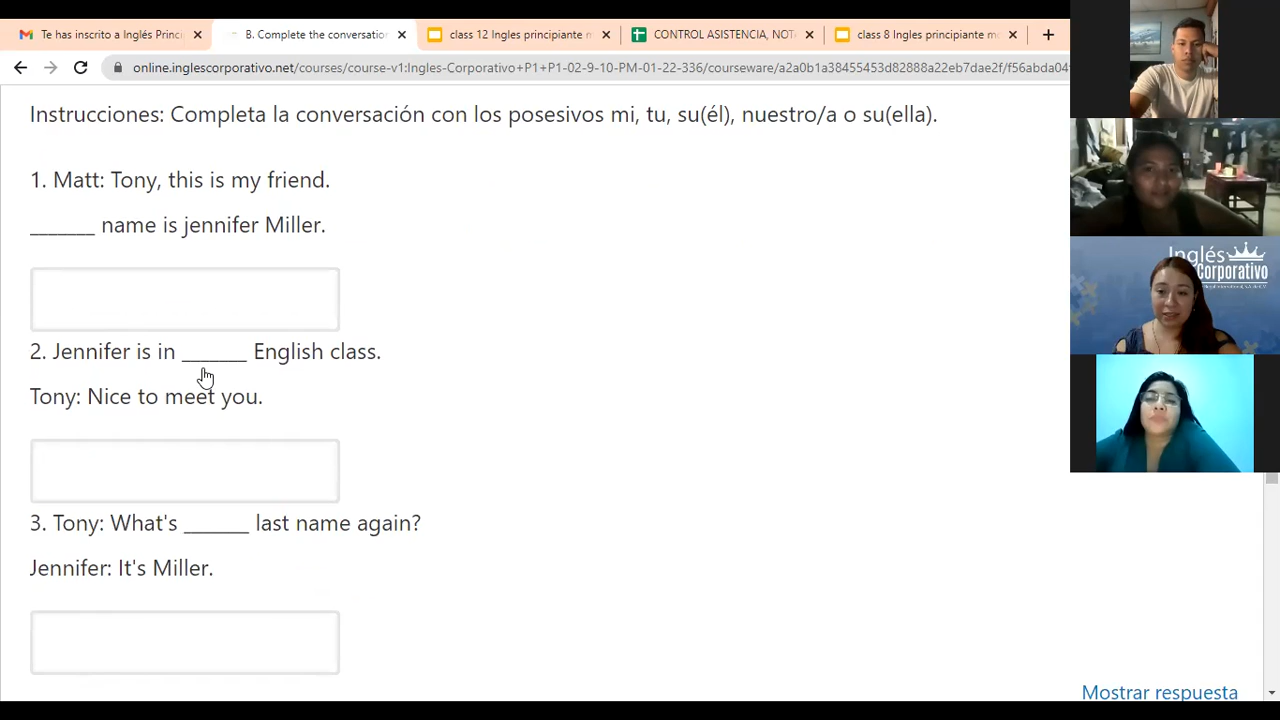 Te has inscrito a Inglés Princi
B. Complete the conversation
class 12 Ingles principiante m
CONTROL ASISTENCIA, NOT
class 8 Ingles principiante mo
online.inglescorporativo.net/courses/course-v1:Ingles-Corporativo+P1+P1-02-9-10-PM-01-22-336/courseware/a2a0b1a38455453d82888a22eb7dae2f/f56abda04
Instrucciones: Completa la conversación con los posesivos mi, tu, su(él), nuestro/a o su(ella).
1. Matt: Tony, this is my friend.
_______ name is jennifer Miller.
2. Jennifer is in _______ English class.
Tony: Nice to meet you.
3. Tony: What's _______ last name again?
Jennifer: It's Miller.
Mostrar respuesta
Inglés
Corporativo